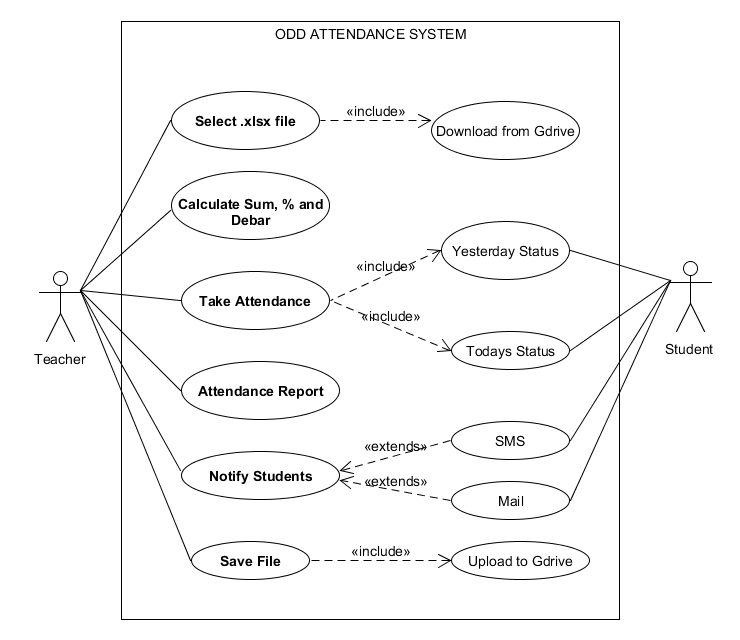 ODD ATTENDANCE SYSTEM
Select .xlsx file
«include»
Download from Gdrive
Calculate Sum, % and
Debar
Yesterday Status
«include»
Take Attendance
«include»
Todays Status
Teacher
Student
Attendance Report
SMS
«extends»
Notify Students
«extends»
Mail
Save File
«include»
Upload to Gdrive